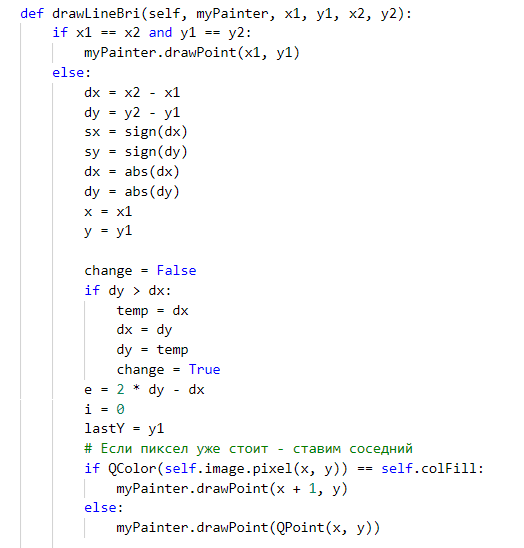 def drawLineBri(self, myPainter, x1, y1, x2, y2):
    if x1 == x2 and y1 == y2:
        myPainter.drawPoint(x1, y1)
    else:
        dx = x2 - x1
        dy = y2 - y1
        sx = sign(dx)
        sy = sign(dy)
        dx = abs(dx)
        dy = abs(dy)
        x = x1
        y = y1

        change = False
        if dy > dx:
            temp = dx
            dx = dy
            dy = temp
            change = True
        e = 2 * dy - dx
        i = 0
        lastY = y1
        # Если пиксел уже стоит - ставим соседний
        if QColor(self.image.pixel(x, y)) == self.colFill:
            myPainter.drawPoint(x + 1, y)
        else:
            myPainter.drawPoint(QPoint(x, y))